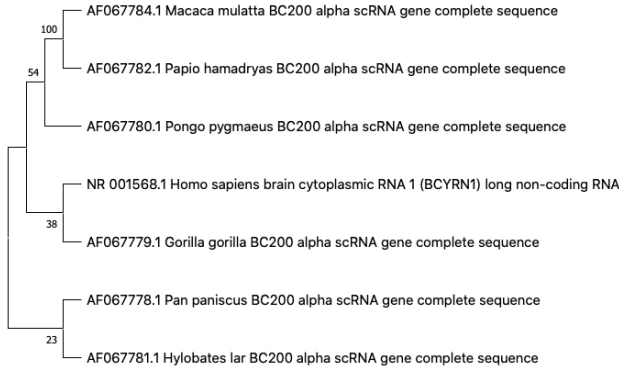 AF067784.1 Macaca mulatta BC200 alpha scRNA gene complete sequence
100
AF067782.1 Papio hamadryas BC200 alpha scRNA gene complete sequence
54
AF067780.1 Pongo pygmaeus BC200 alpha scRNA gene complete sequence
NR 001568.1 Homo sapiens brain cytoplasmic RNA 1 (BCYRN1) long non-coding RNA
38
AF067779.1 Gorilla gorilla BC200 alpha scRNA gene complete sequence
AF067778.1 Pan paniscus BC200 alpha scRNA gene complete sequence
23
AF067781.1 Hylobates lar BC200 alpha scRNA gene complete sequence